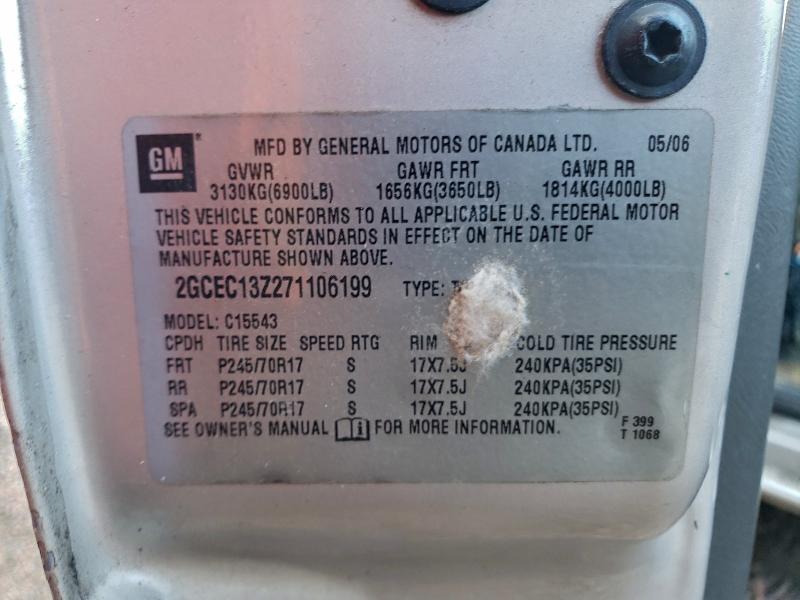 GM MFD BY GENERAL MOTORS OF CANADA LTD. 05/06
GVWR GAWR FRT GAWR RR
3130KG(6900LB) 1656KG(3650LB) 1814KG(4000LB)
THIS VEHICLE CONFORMS TO ALL APPLICABLE U.S. FEDERAL MOTOR
VEHICLE SAFETY STANDARDS IN EFFECT ON THE DATE OF
MANUFACTURE SHOWN ABOVE.
2GCEC13Z271106199 TYPE:
MODEL: C15543
CPDH TIRE SIZE SPEED RTG RIM COLD TIRE PRESSURE
FRT P245/70R17 S 17X7.5J 240KPA(35PSI)
RR P245/70R17 S 17X7.5J 240KPA(35PSI)
SPA P245/70R17 S 17X7.5J 240KPA(35PSI)
SEE OWNER'S MANUAL i FOR MORE INFORMATION. F 399
T 1068